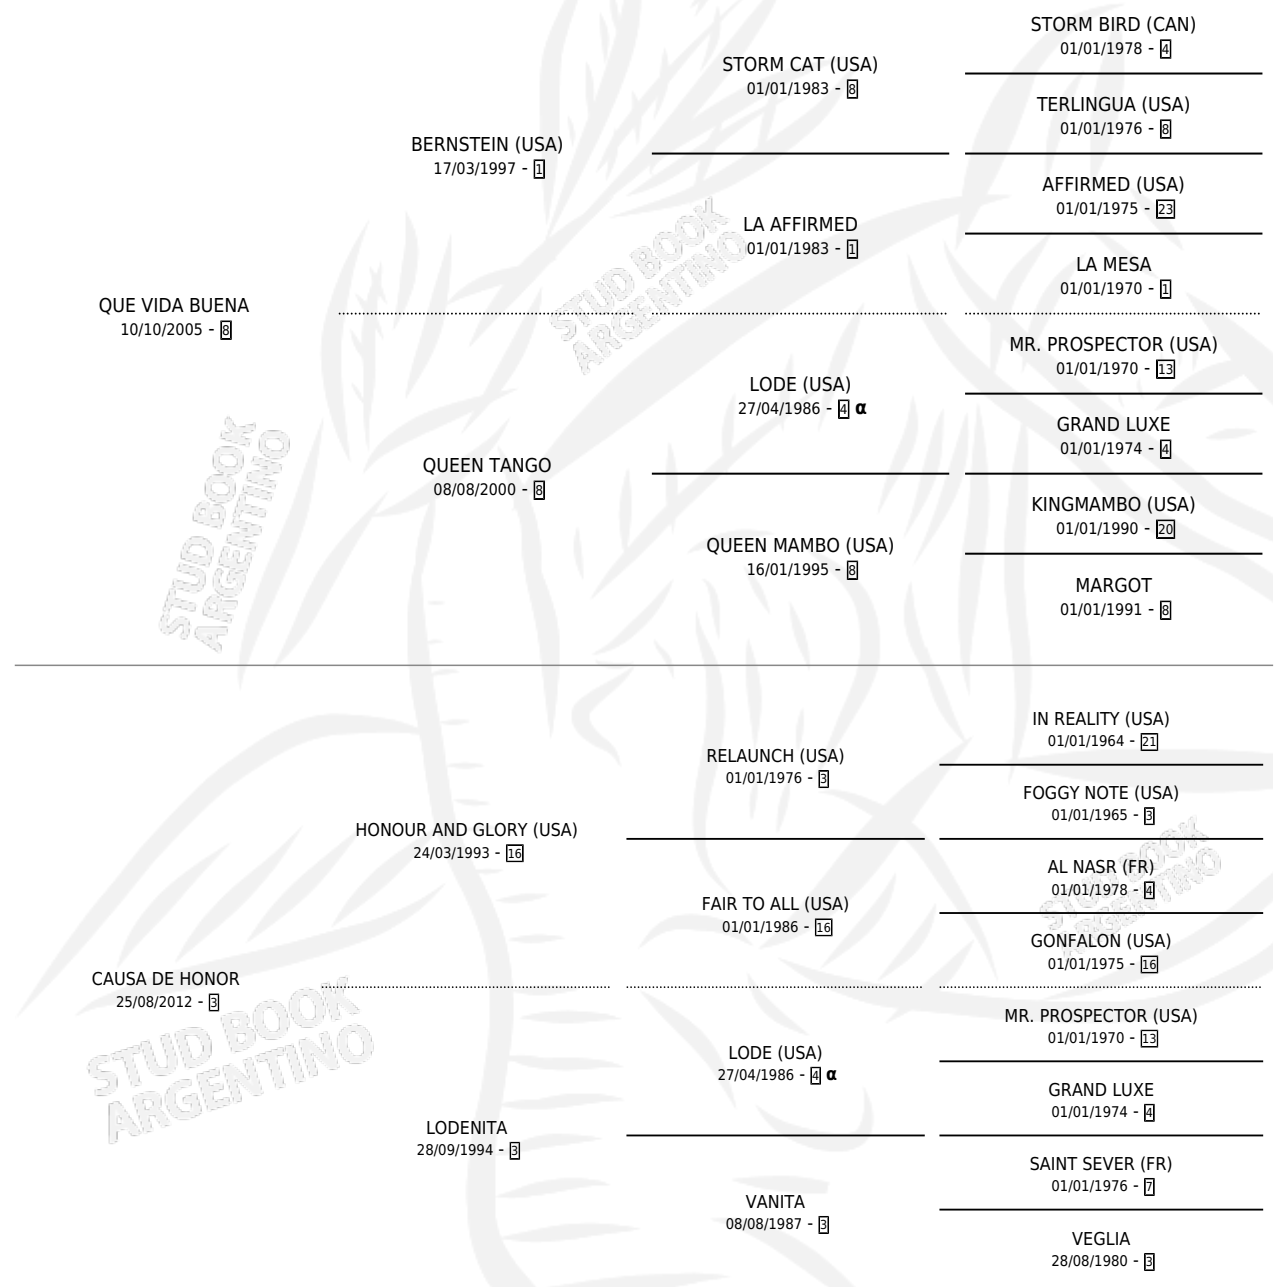 STORM BIRD (CAN)
01/01/1978 - 4
STORM CAT (USA)
01/01/1983 - 8
TERLINGUA (USA)
01/01/1976 - 8
BERNSTEIN (USA)
17/03/1997 - 1
AFFIRMED (USA)
01/01/1975 - 23
LA AFFIRMED
01/01/1983 - 1
LA MESA
01/01/1970 - 1
QUE VIDA BUENA
10/10/2005 - 8
MR. PROSPECTOR (USA)
01/01/1970 - 13
LODE (USA)
27/04/1986 - 4 α
GRAND LUXE
01/01/1974 - 4
QUEEN TANGO
08/08/2000 - 8
KINGMAMBO (USA)
01/01/1990 - 20
QUEEN MAMBO (USA)
16/01/1995 - 8
MARGOT
01/01/1991 - 8
IN REALITY (USA)
01/01/1964 - 21
RELAUNCH (USA)
01/01/1976 - 3
FOGGY NOTE (USA)
01/01/1965 - 3
HONOUR AND GLORY (USA)
24/03/1993 - 16
AL NASR (FR)
01/01/1978 - 4
FAIR TO ALL (USA)
01/01/1986 - 16
GONFALON (USA)
01/01/1975 - 16
CAUSA DE HONOR
25/08/2012 - 3
MR. PROSPECTOR (USA)
01/01/1970 - 13
LODE (USA)
27/04/1986 - 4 α
GRAND LUXE
01/01/1974 - 4
LODENITA
28/09/1994 - 3
SAINT SEVER (FR)
01/01/1976 - 7
VANITA
08/08/1987 - 3
VEGLIA
28/08/1980 - 3
STUD BOOK
ARGENTINO
STUD BOOK
ARGENTINO
STUD BOOK
ARGENTINO
STUD BOOK
ARGENTINO